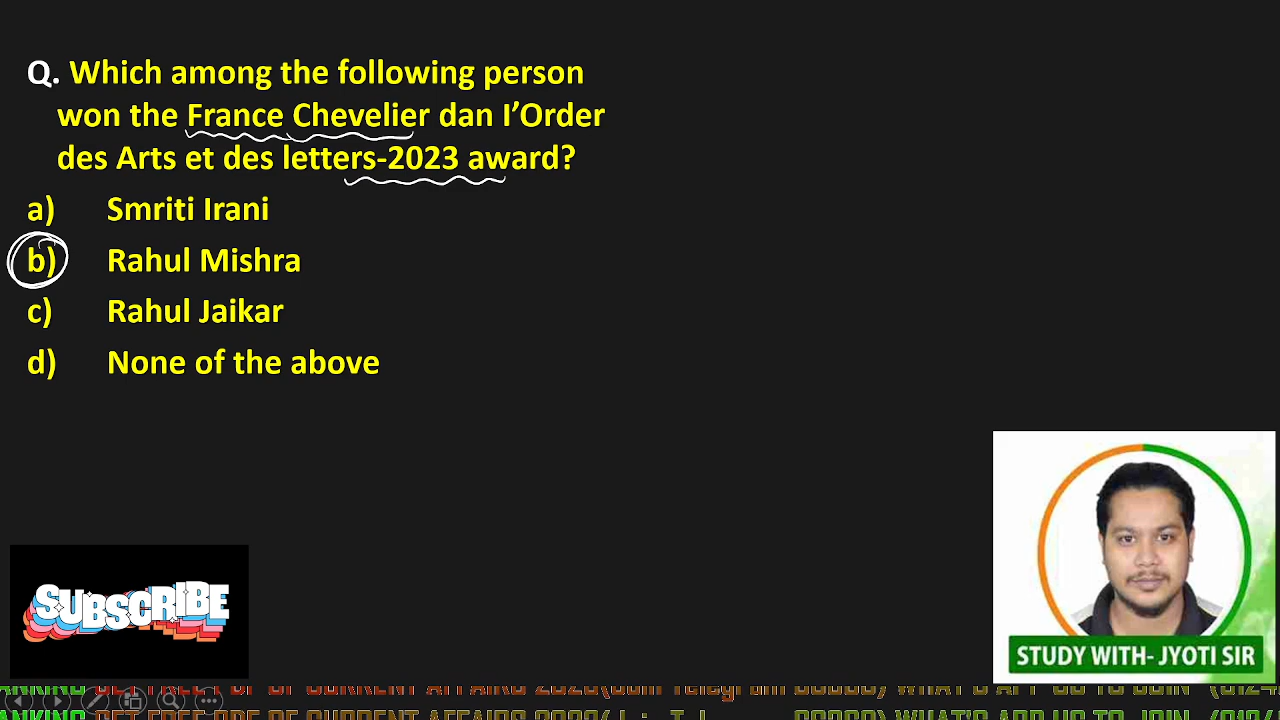 Q. Which among the following person
won the France Chevelier dan I’Order
des Arts et des letters-2023 award?
a) Smriti Irani
b) Rahul Mishra
c) Rahul Jaikar
d) None of the above
SUBSCRIBE
STUDY WITH- JYOTI SIR